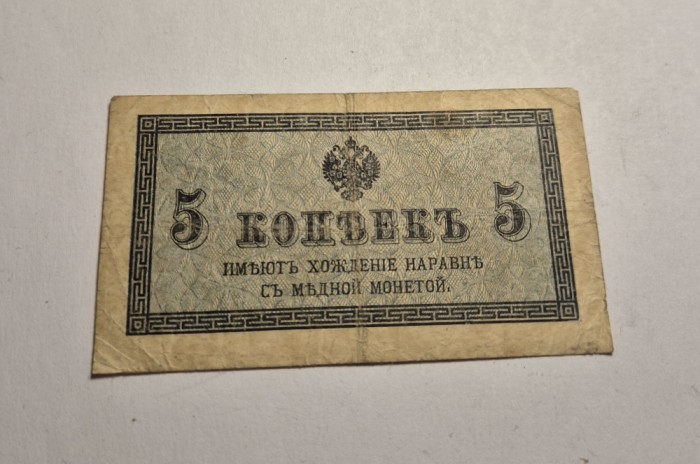 5 КОПѢЕКЪ 5
ИМѢЮТЪ ХОЖДЕНІЕ НАРАВНѢ
СЪ МѢДНОЙ МОНЕТОЙ.